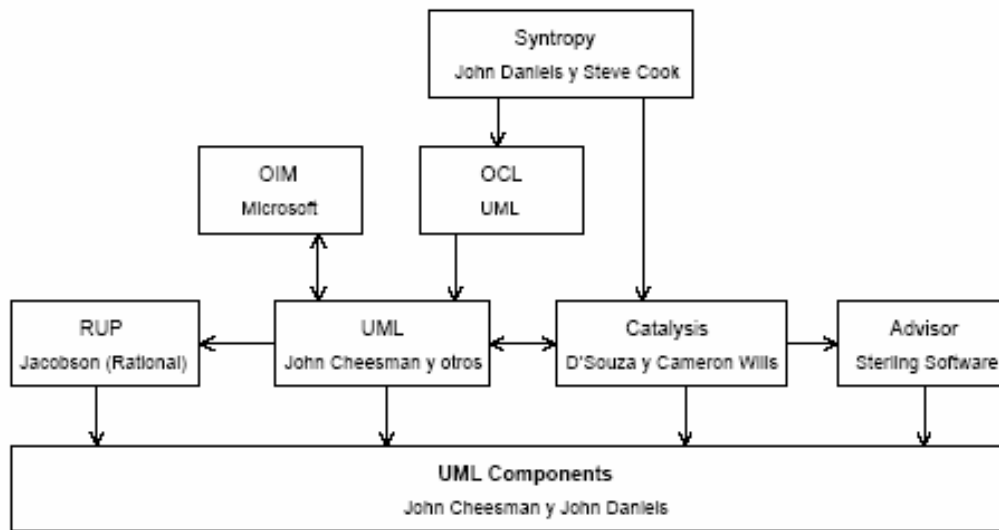 Syntropy
John Daniels y Steve Cook
OIM
Microsoft
OCL
UML
RUP
Jacobson (Rational)
UML
John Cheesman y otros
Catalysis
D'Souza y Cameron Wills
Advisor
Sterling Software
UML Components
John Cheesman y John Daniels